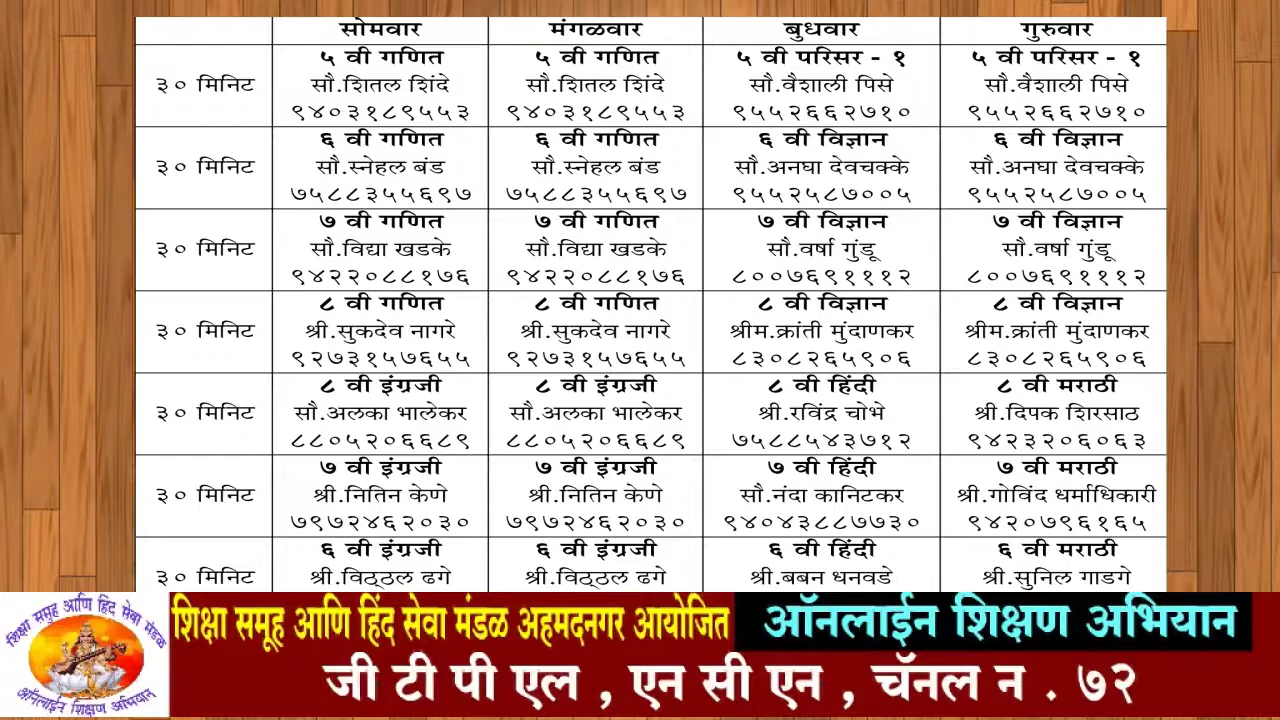 सोमवार मंगळवार बुधवार गुरुवार
५ वी गणित ५ वी गणित ५ वी परिसर - १ ५ वी परिसर - १
३० मिनिट सौ.शितल शिंदे सौ.शितल शिंदे सौ.वैशाली पिसे सौ.वैशाली पिसे
९४०३१८९५५३ ९४०३१८९५५३ ९५५२६६२७१० ९५५२६६२७१०
६ वी गणित ६ वी गणित ६ वी विज्ञान ६ वी विज्ञान
३० मिनिट सौ.स्नेहल बंड सौ.स्नेहल बंड सौ.अनघा देवचक्के सौ.अनघा देवचक्के
७५८८३५५६९७ ७५८८३५५६९७ ९५५२५८७००५ ९५५२५८७००५
७ वी गणित ७ वी गणित ७ वी विज्ञान ७ वी विज्ञान
३० मिनिट सौ.विद्या खडके सौ.विद्या खडके सौ.वर्षा गुंडू सौ.वर्षा गुंडू
९४२२०८८१७६ ९४२२०८८१७६ ८००७६९१११२ ८००७६९१११२
८ वी गणित ८ वी गणित ८ वी विज्ञान ८ वी विज्ञान
३० मिनिट श्री.सुकदेव नागरे श्री.सुकदेव नागरे श्रीम.क्रांती मुंदाणकर श्रीम.क्रांती मुंदाणकर
९२७३१५७६५५ ९२७३१५७६५५ ८३०८२६५९०६ ८३०८२६५९०६
८ वी इंग्रजी ८ वी इंग्रजी ८ वी हिंदी ८ वी मराठी
३० मिनिट सौ.अलका भालेकर सौ.अलका भालेकर श्री.रविंद्र चोभे श्री.दिपक शिरसाठ
८८०५२०६६८९ ८८०५२०६६८९ ७५८८५४३७१२ ९४२३२०६०६३
७ वी इंग्रजी ७ वी इंग्रजी ७ वी हिंदी ७ वी मराठी
३० मिनिट श्री.नितिन केणे श्री.नितिन केणे सौ.नंदा कानिटकर श्री.गोविंद धर्माधिकारी
७९७२४६२०३० ७९७२४६२०३० ९४०४३८८७७३० ९४२०७९६१६५
६ वी इंग्रजी ६ वी इंग्रजी ६ वी हिंदी ६ वी मराठी
३० मिनिट श्री.विठ्ठल ढगे श्री.विठ्ठल ढगे श्री.बबन धनवडे श्री.सुनिल गाडगे
शिक्षा समुह आणि हिंद सेवा मंडळ
ऑनलाईन शिक्षण अभियान
शिक्षा समूह आणि हिंद सेवा मंडळ अहमदनगर आयोजित ऑनलाईन शिक्षण अभियान
जी टी पी एल , एन सी एन , चॅनल न . ७२